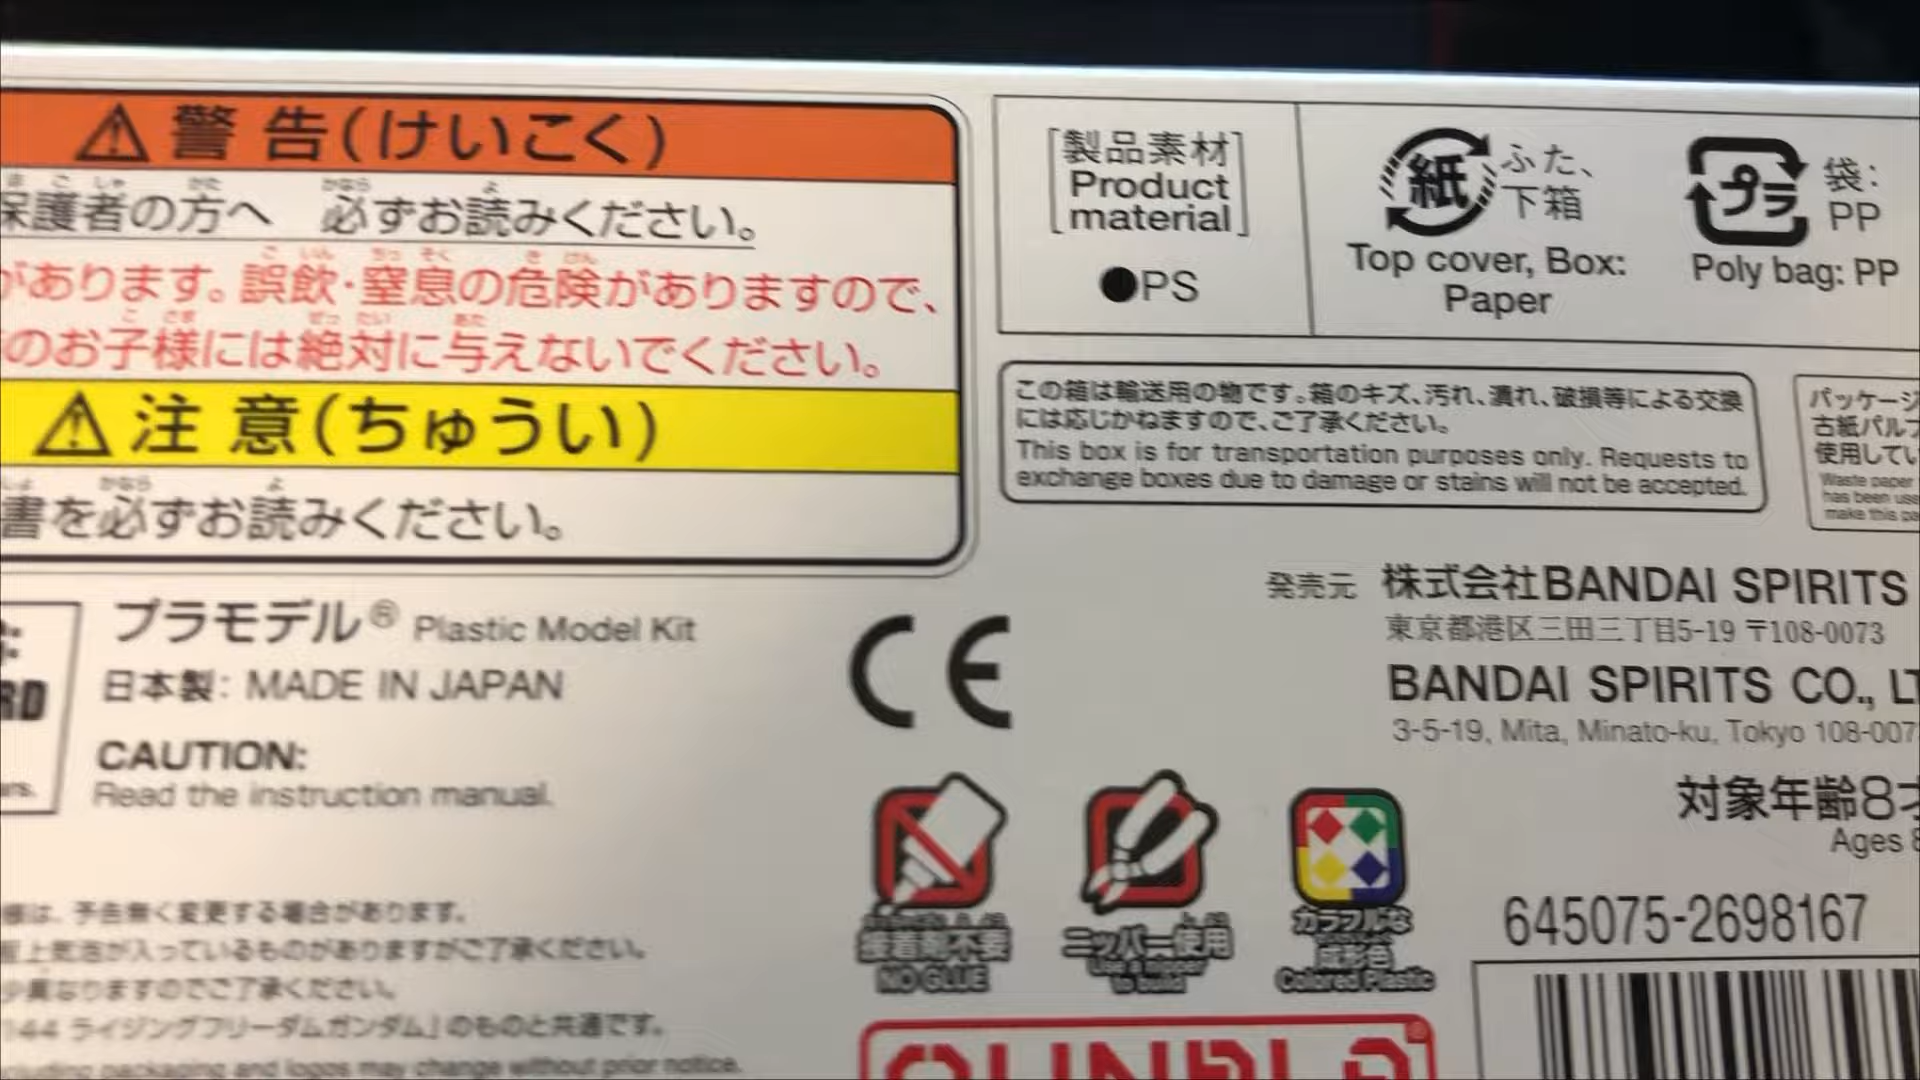 警告(けいこく)
保護者の方へ 必ずお読みください。
があります。誤飲・窒息の危険がありますので、
のお子様には絶対に与えないでください。
注意(ちゅうい)
書を必ずお読みください。
[製品素材]
Product
material
●PS
紙 ふた、
下箱
Top cover, Box:
Paper
プラ 袋:
PP
Poly bag: PP
この箱は輸送用の物です。箱のキズ、汚れ、潰れ、破損等による交換
には応じかねますので、ご了承ください。
This box is for transportation purposes only. Requests to
exchange boxes due to damage or stains will not be accepted.
パッケージ
古紙パルプ
使用してい
Waste paper
has been use
make this pa
RD
プラモデル® Plastic Model Kit
日本製: MADE IN JAPAN
CAUTION:
Read the instruction manual.
CE
発売元 株式会社BANDAI SPIRITS
東京都港区三田三丁目5-19 〒108-0073
BANDAI SPIRITS CO., LT
3-5-19, Mita, Minato-ku, Tokyo 108-007
対象年齢8才
Ages 8
接着剤不要
NO GLUE
ニッパー使用
Use a nipper
to build
カラフルな
成形色
Colored Plastic
645075-2698167
様は、予告無く変更する場合があります。
上気泡が入っているものがありますがご了承ください。
少異なりますのでご了承ください。
144 ライジングフリーダムガンダム」のものと共通です。
cluding packaging and logos may change without prior notice.
GUNPLA